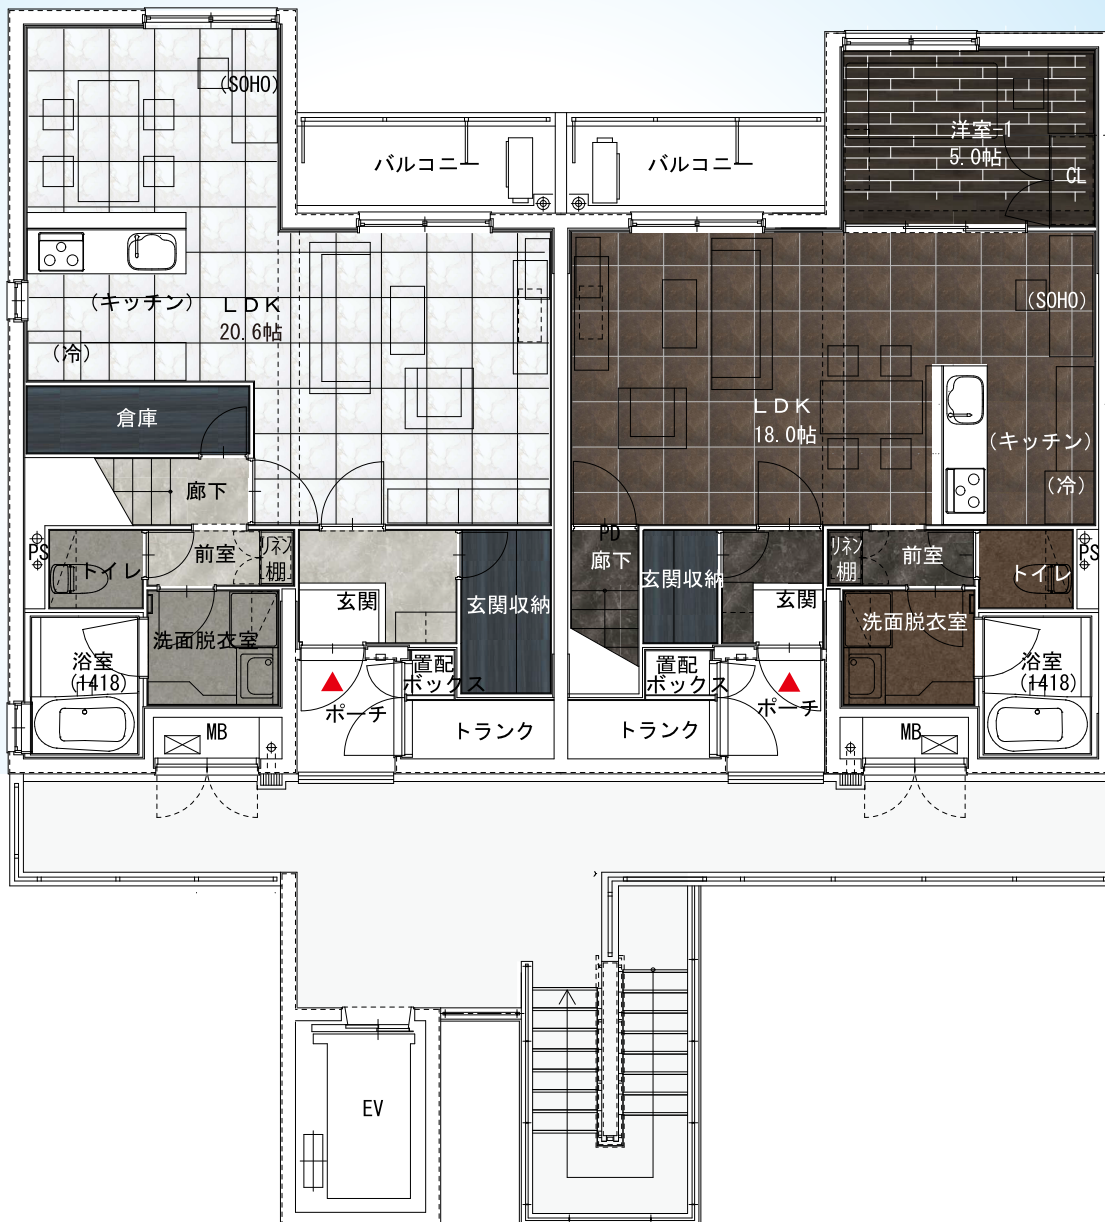 (SOHO)
バルコニー
バルコニー
洋室-1
5.0帖
CL
(キッチン)
LDK
20.6帖
(冷)
(SOHO)
LDK
18.0帖
(キッチン)
(冷)
倉庫
廊下
PS
トイレ
前室
リネン
棚
玄関
玄関収納
洗面脱衣室
浴室
(1418)
置配
ボックス
ポーチ
トランク
MB
PD
廊下
玄関収納
玄関
リネン
棚
前室
トイレ
PS
洗面脱衣室
浴室
(1418)
置配
ボックス
ポーチ
トランク
MB
EV